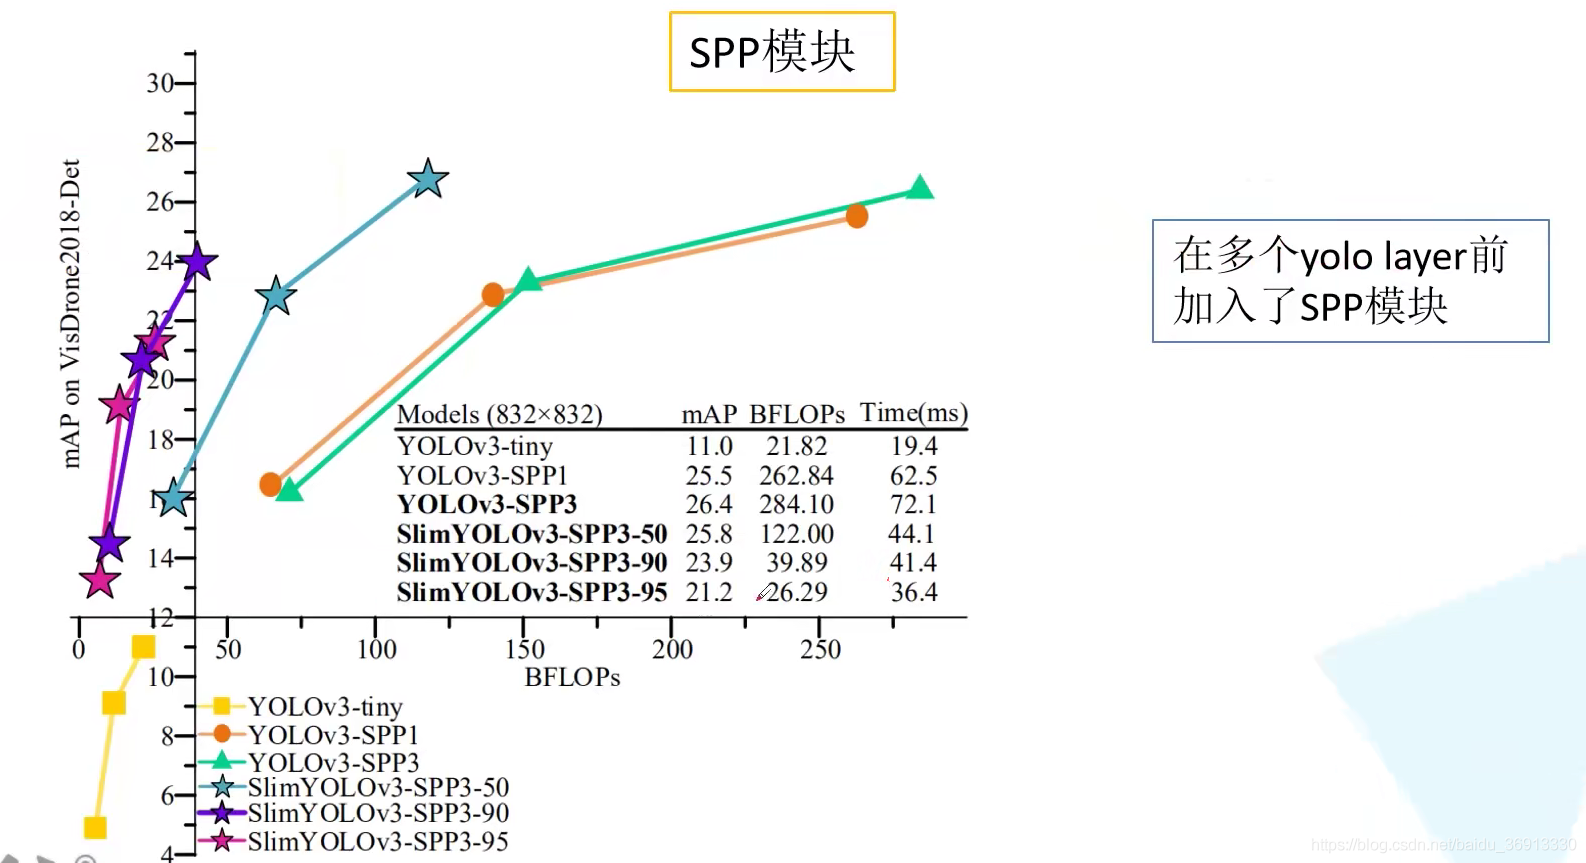 SPP模块
mAP on VisDrone2018-Det
30
28
26
24
22
20
18
14
12
10
8
6
4
0
50
100
150
200
250
BFLOPs
Models (832×832) mAP BFLOPs Time(ms)
YOLOv3-tiny 11.0 21.82 19.4
YOLOv3-SPP1 25.5 262.84 62.5
YOLOv3-SPP3 26.4 284.10 72.1
SlimYOLOv3-SPP3-50 25.8 122.00 44.1
SlimYOLOv3-SPP3-90 23.9 39.89 41.4
SlimYOLOv3-SPP3-95 21.2 26.29 36.4
YOLOv3-tiny
YOLOv3-SPP1
YOLOv3-SPP3
SlimYOLOv3-SPP3-50
SlimYOLOv3-SPP3-90
SlimYOLOv3-SPP3-95
在多个yolo layer前
加入了SPP模块
https://blog.csdn.net/baidu_36913330